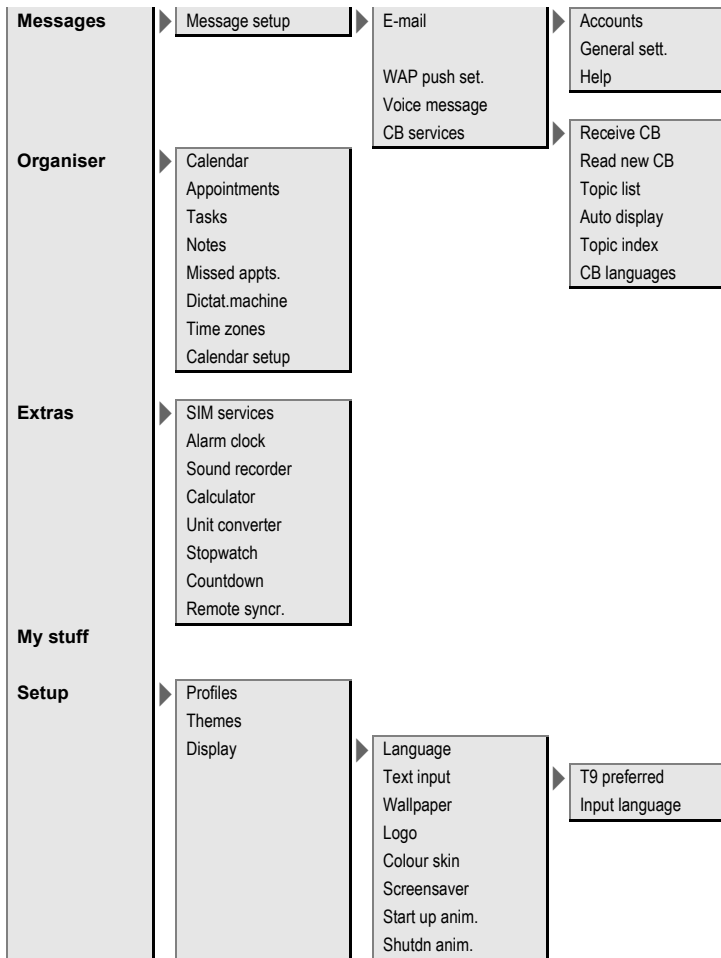 Messages
Message setup
E-mail
Accounts
General sett.
WAP push set.
Help
Voice message
CB services
Receive CB
Organiser
Calendar
Read new CB
Appointments
Topic list
Tasks
Auto display
Notes
Topic index
Missed appts.
CB languages
Dictat.machine
Time zones
Calendar setup
Extras
SIM services
Alarm clock
Sound recorder
Calculator
Unit converter
Stopwatch
Countdown
Remote syncr.
My stuff
Setup
Profiles
Themes
Display
Language
Text input
T9 preferred
Wallpaper
Input language
Logo
Colour skin
Screensaver
Start up anim.
Shutdn anim.